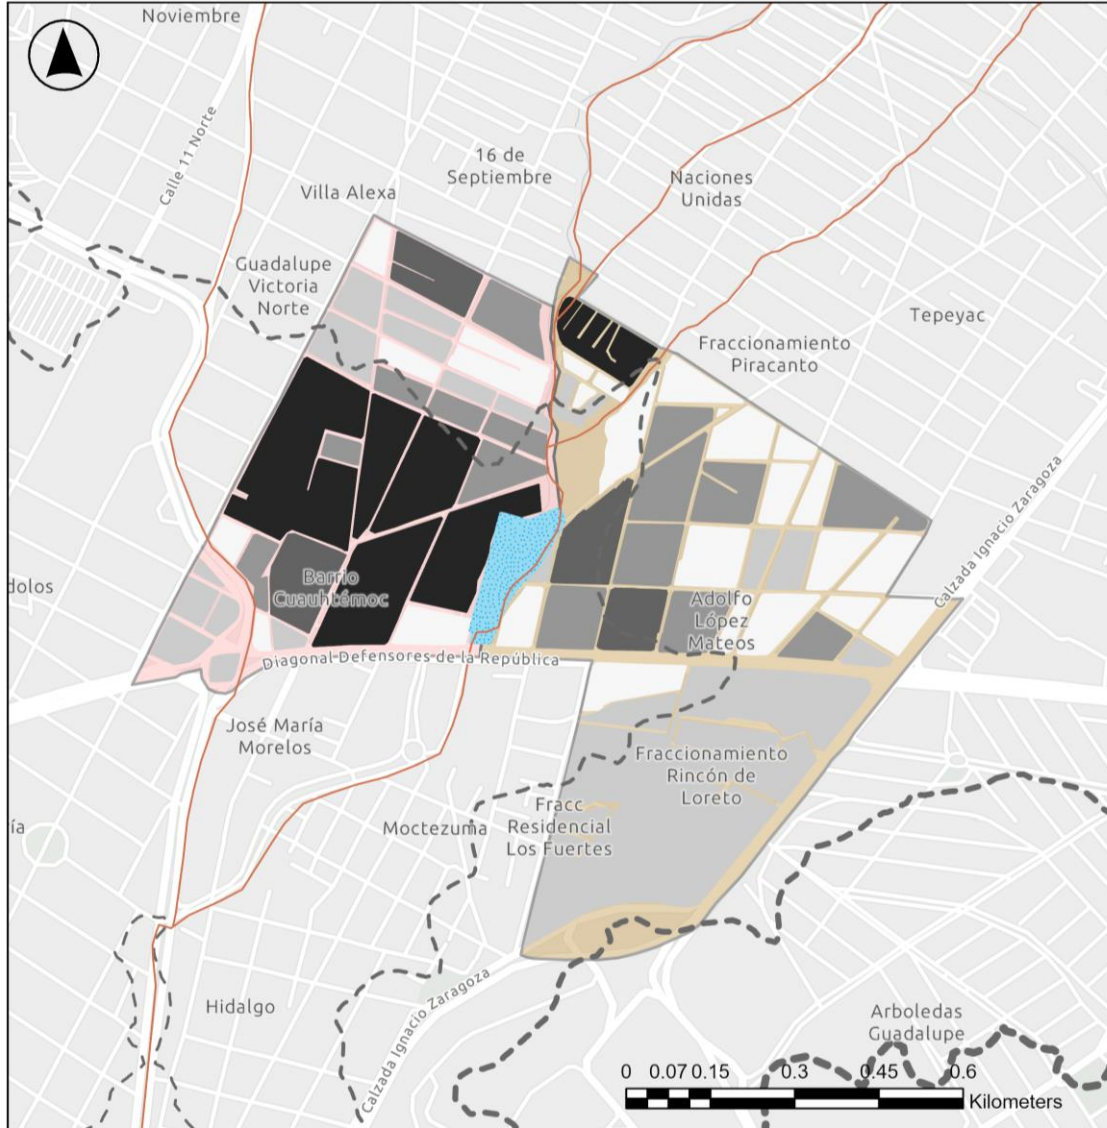 Noviembre
Calle 11 Norte
16 de
Septiembre
Naciones
Unidas
Villa Alexa
Guadalupe
Victoria
Norte
Tepeyac
Fraccionamiento
Piracanto
Calzada Ignacio Zaragoza
dolos
Barrio
Cuauhtémoc
Adolfo
López
Mateos
Diagonal Defensores de la República
José María
Morelos
Fraccionamiento
Rincón de
Loreto
ía
Moctezuma
Fracc
Residencial
Los Fuertes
Hidalgo
Calzada Ignacio Zaragoza
Arboledas
Guadalupe
0 0.07 0.15 0.3 0.45 0.6
Kilometers